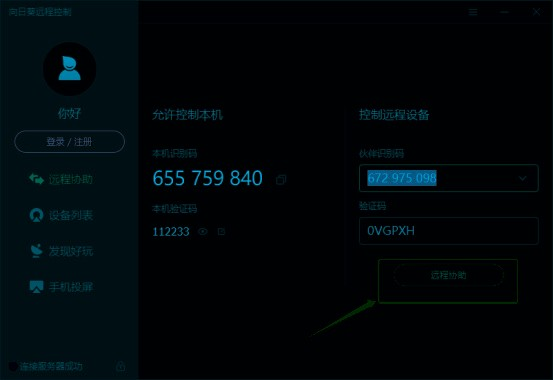 向日葵远程控制
你好
登录 / 注册
远程协助
设备列表
发现好玩
手机投屏
连接服务器成功
允许控制本机
本机识别码
655 759 840
本机验证码
112233
控制远程设备
伙伴识别码
672 975 098
验证码
0VGPXH
远程协助